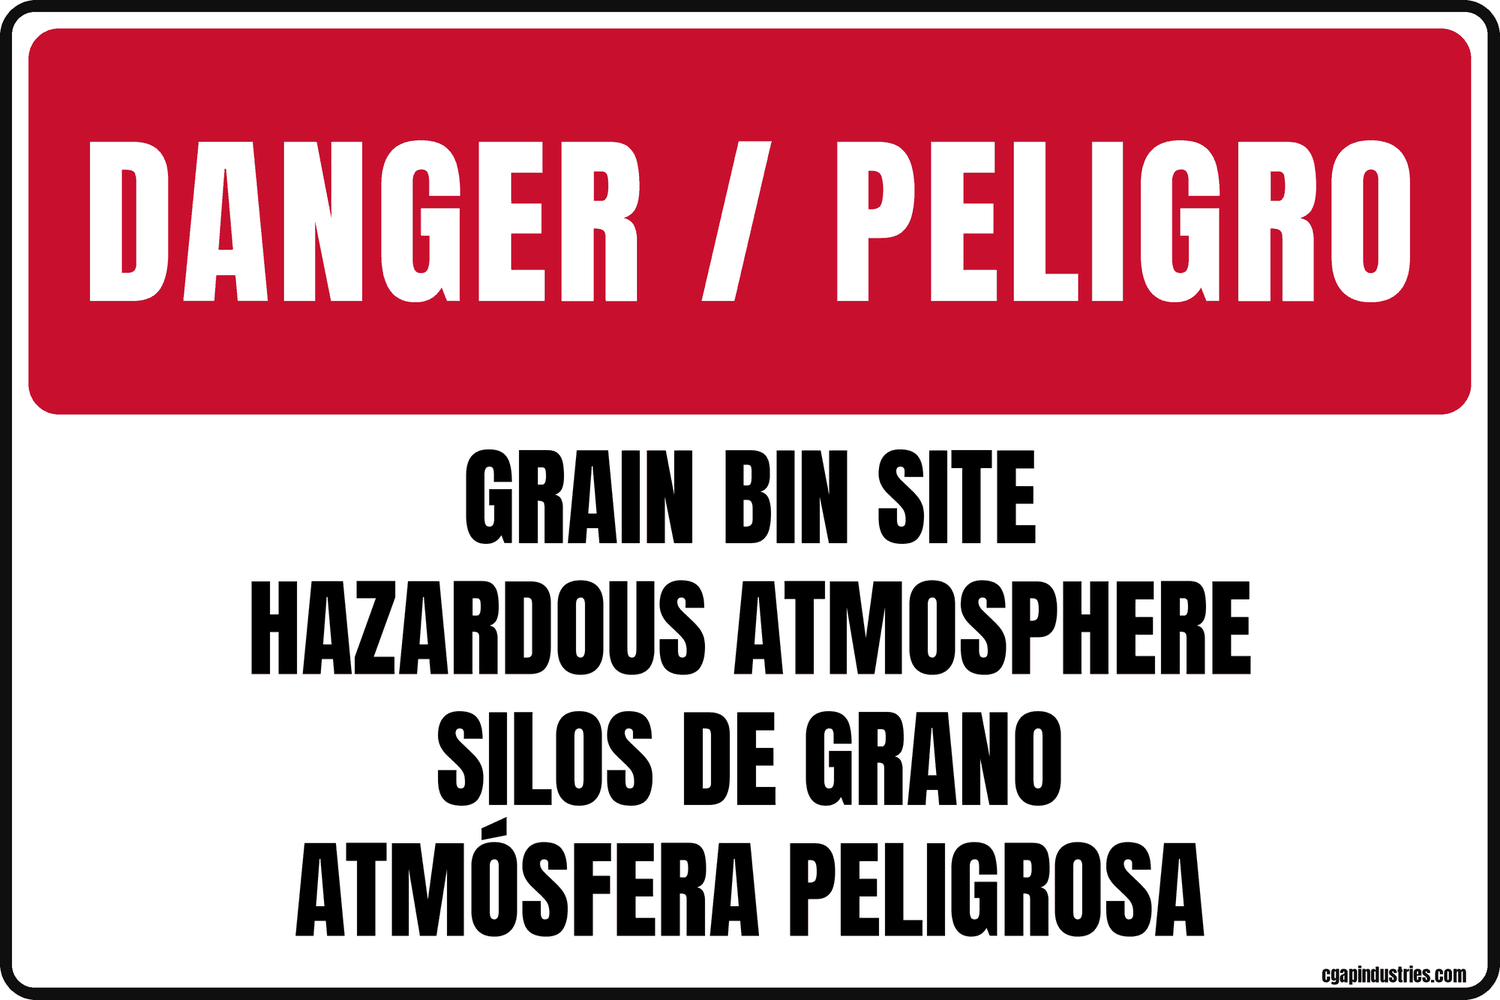 DANGER / PELIGRO
GRAIN BIN SITE
HAZARDOUS ATMOSPHERE
SILOS DE GRANO
ATMÓSFERA PELIGROSA
cgapindustries.com